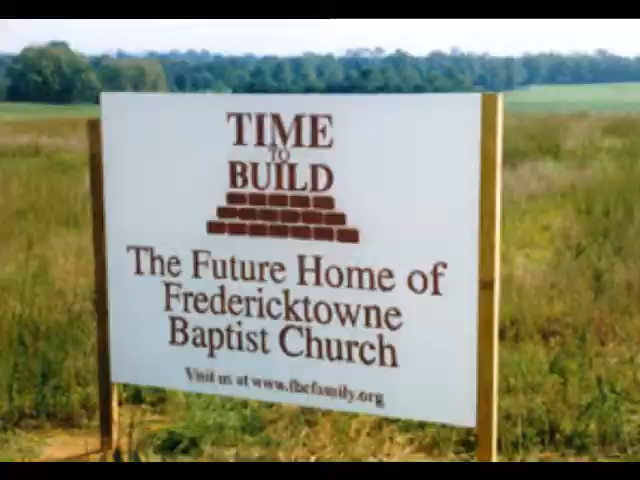 TIME
TO
BUILD
The Future Home of
Fredericktowne
Baptist Church
Visit us at www.fbcfamily.org